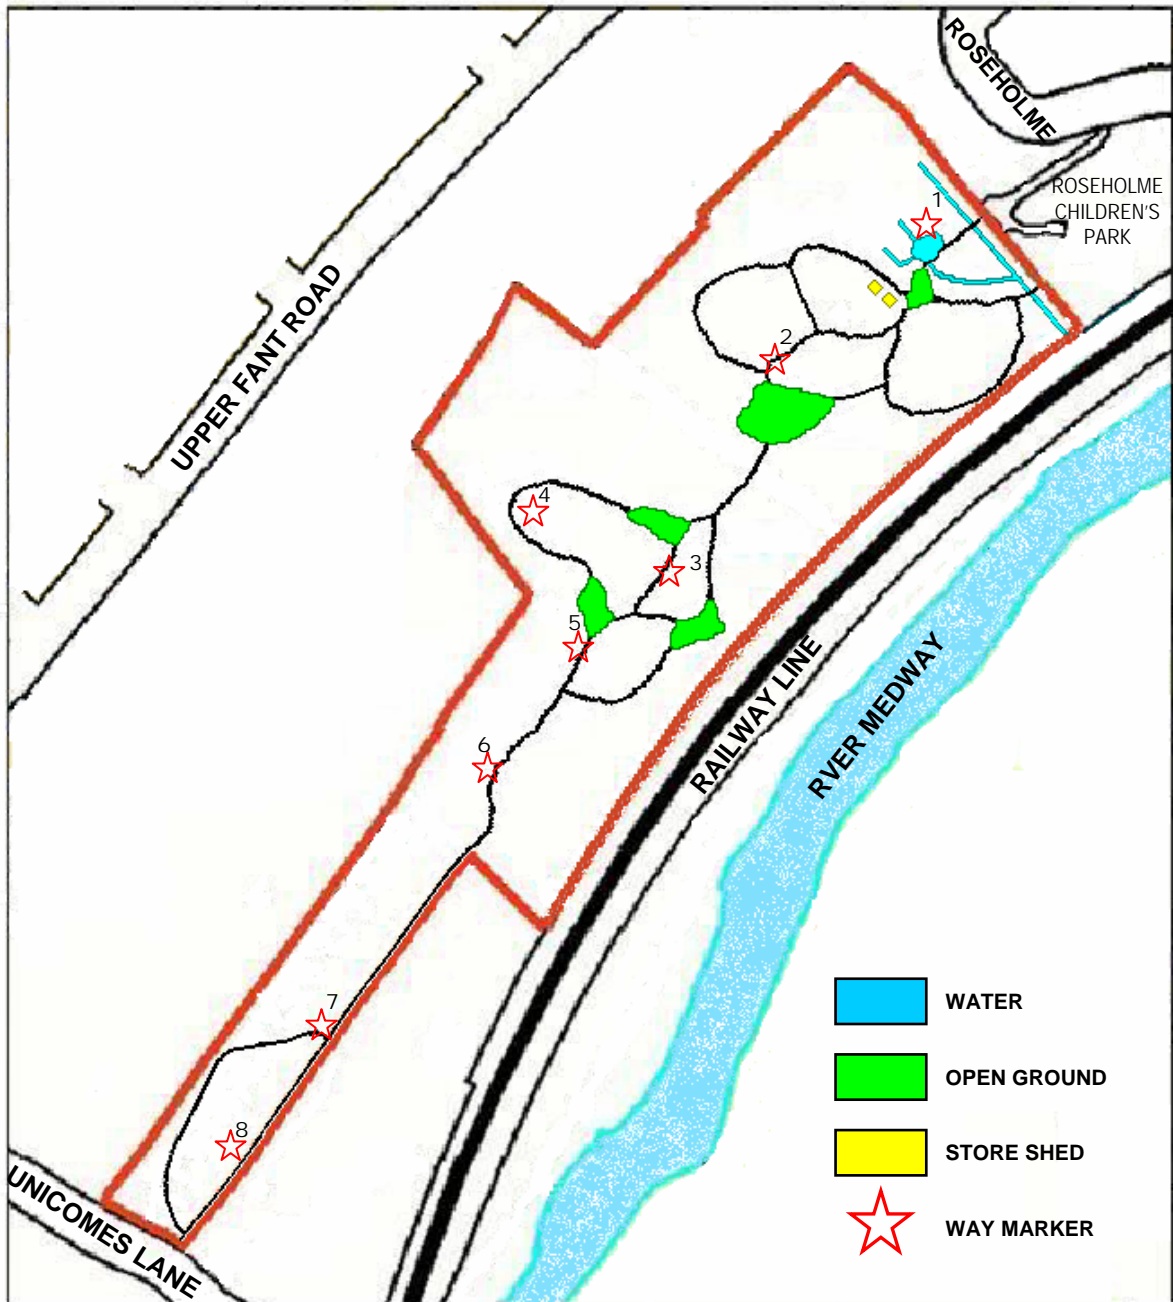 ROSEHOLME
ROSEHOLME
CHILDREN'S
PARK
1
UPPER FANT ROAD
2
4
3
5
RAILWAY LINE
RVER MEDWAY
6
7
8
UNICOMES LANE
WATER
OPEN GROUND
STORE SHED
WAY MARKER